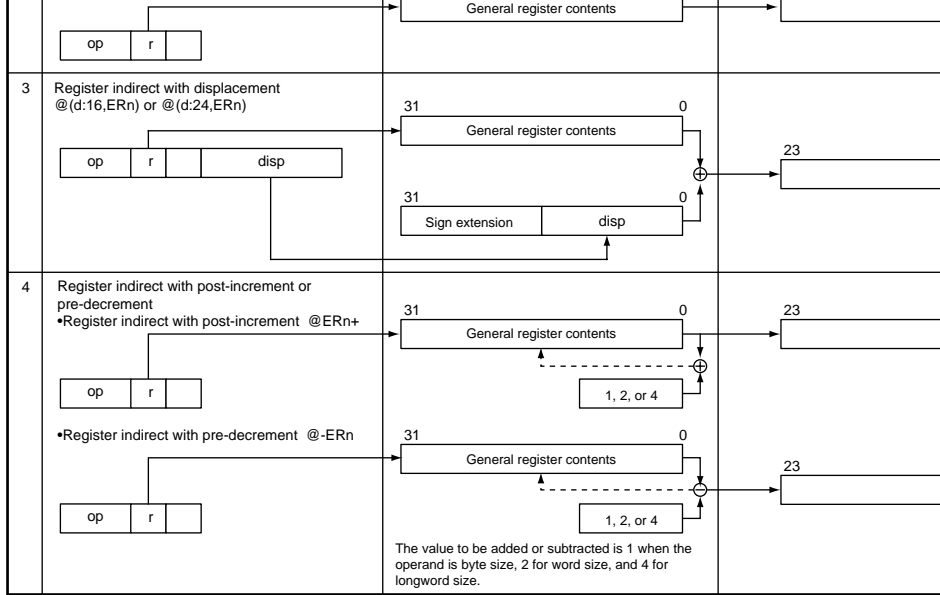 General register contents
op r
3 Register indirect with displacement
@(d:16,ERn) or @(d:24,ERn)
31 0
General register contents
23
op r disp
31 0
Sign extension disp
4 Register indirect with post-increment or
pre-decrement
•Register indirect with post-increment @ERn+
31 0
General register contents
23
op r
1, 2, or 4
•Register indirect with pre-decrement @-ERn
31 0
General register contents
23
op r
1, 2, or 4
The value to be added or subtracted is 1 when the
operand is byte size, 2 for word size, and 4 for
longword size.